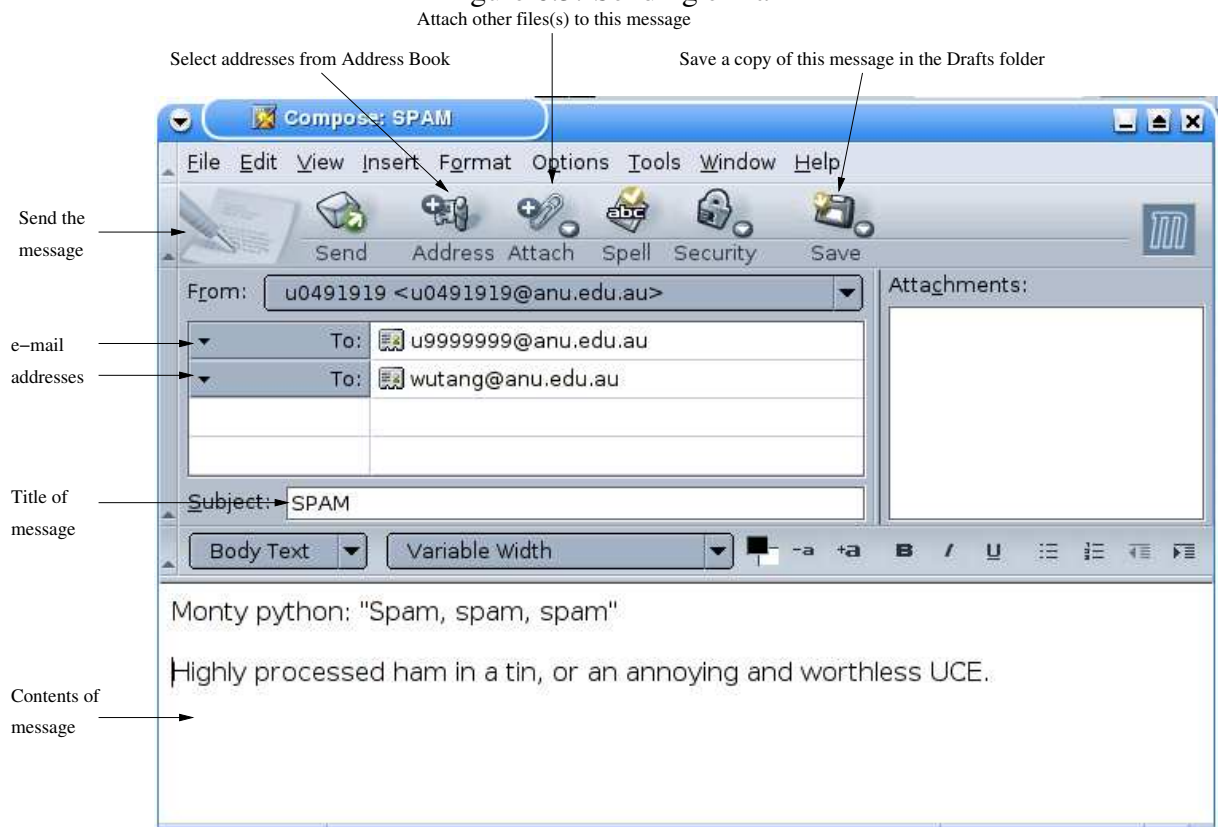 Attach other files(s) to this message
Select addresses from Address Book
Save a copy of this message in the Drafts folder
Compose: SPAM
File Edit View Insert Format Options Tools Window Help
Send the
message
Send Address Attach Spell Security Save
From: u0491919 <u0491919@anu.edu.au>
Attachments:
e-mail
addresses
To: u9999999@anu.edu.au
To: wutang@anu.edu.au
Title of
message
Subject: SPAM
Body Text Variable Width -a +a B I U
Monty python: "Spam, spam, spam"
Highly processed ham in a tin, or an annoying and worthless UCE.
Contents of
message